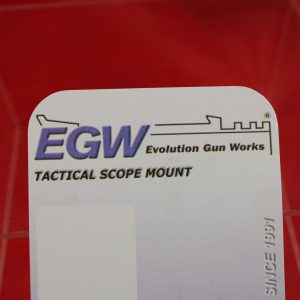 EGW
Evolution Gun Works
®
TACTICAL SCOPE MOUNT
SINCE 1991